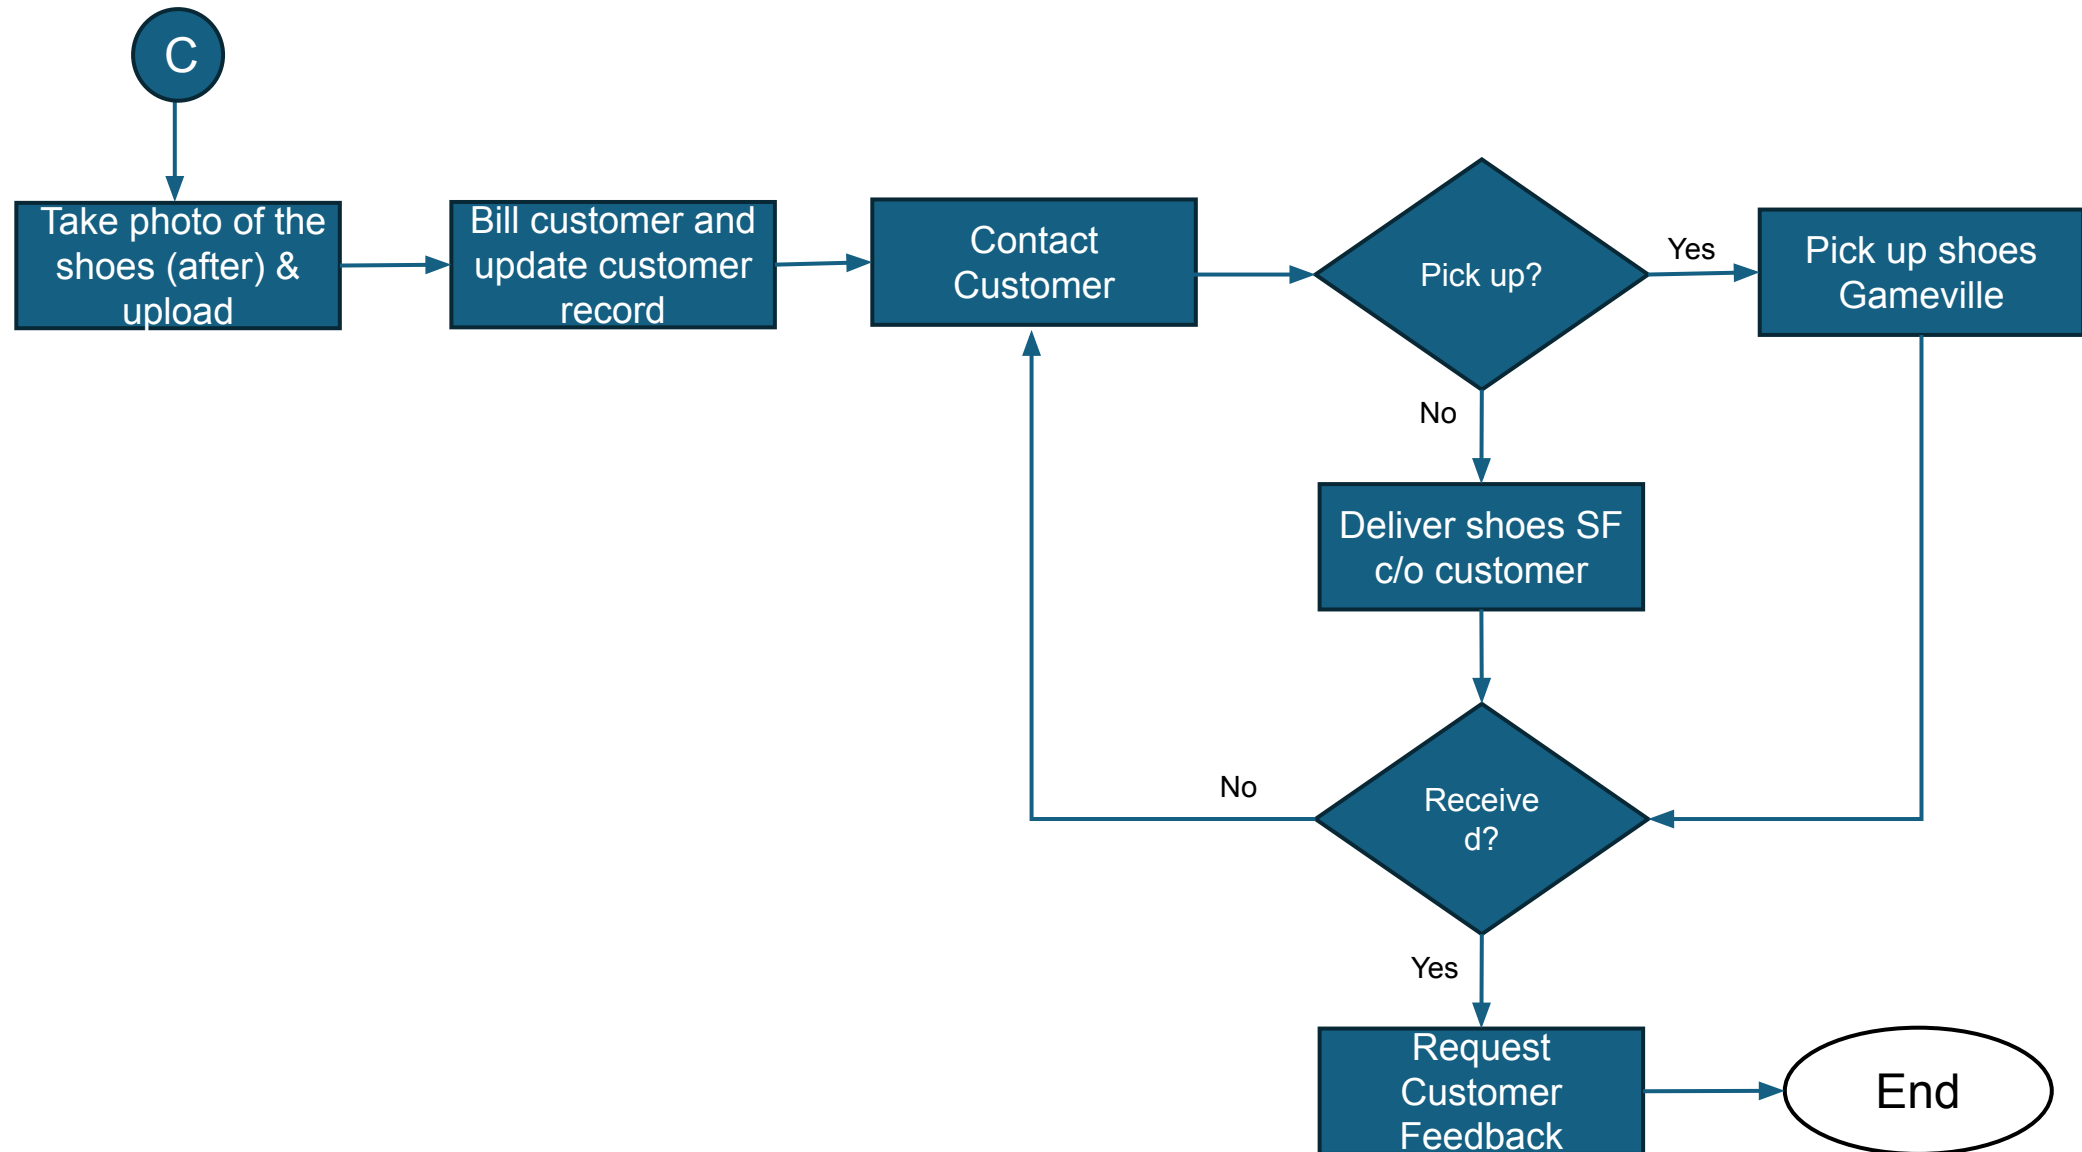 C
Take photo of the
shoes (after) &
upload
Bill customer and
update customer
record
Contact
Customer
Pick up?
Yes
Pick up shoes
Gameville
No
Deliver shoes SF
c/o customer
No
Receive
d?
Yes
Request
Customer
Feedback
End